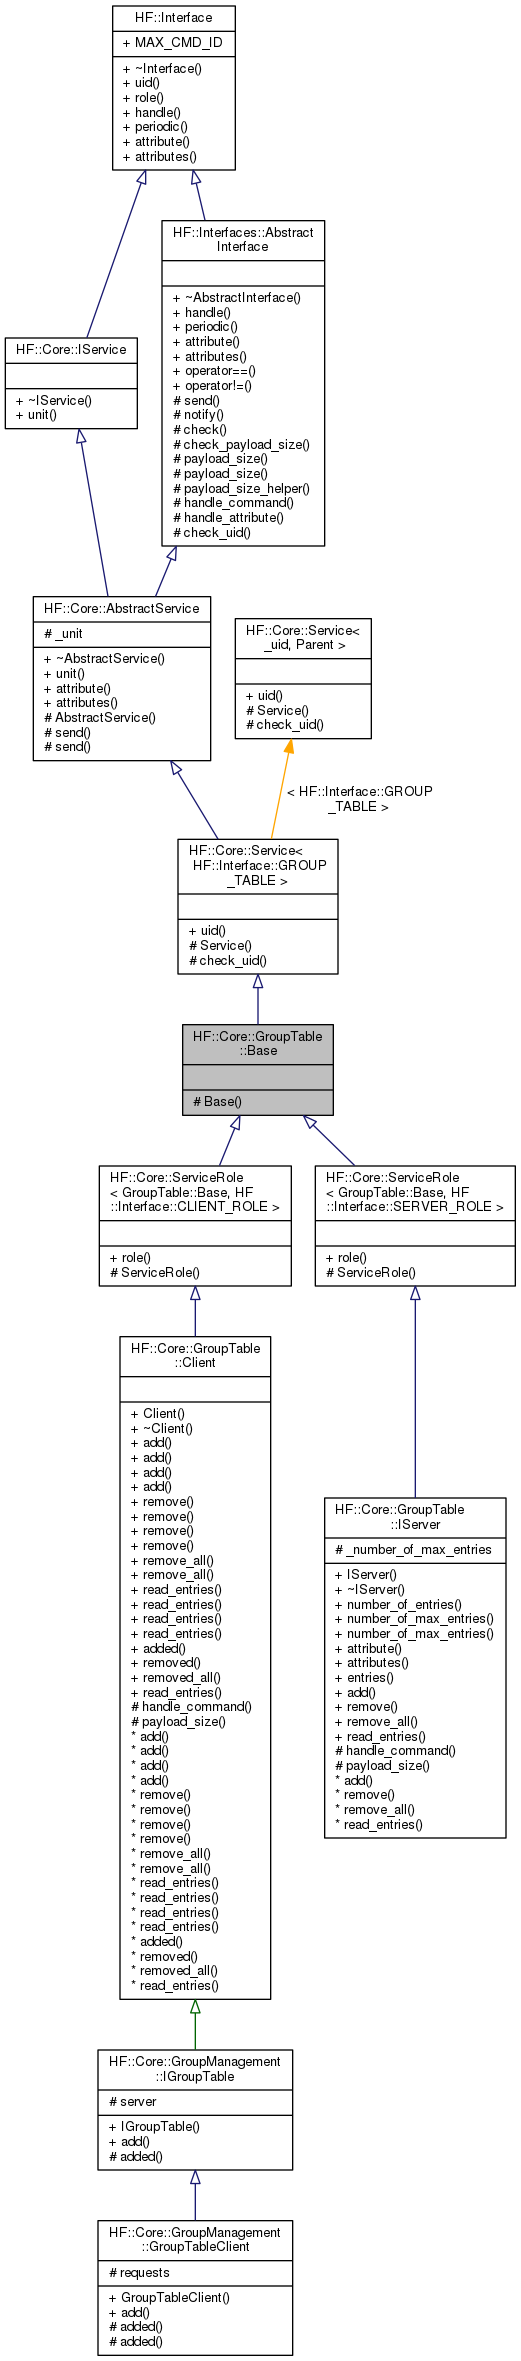 HF::Interface
+ MAX_CMD_ID
+ ~Interface()
+ uid()
+ role()
+ handle()
+ periodic()
+ attribute()
+ attributes()
HF::Interfaces::Abstract
Interface
+ ~AbstractInterface()
+ handle()
+ periodic()
+ attribute()
+ attributes()
+ operator==()
+ operator!=()
# send()
# notify()
# check()
# check_payload_size()
# payload_size()
# payload_size()
# payload_size_helper()
# handle_command()
# handle_attribute()
# check_uid()
HF::Core::IService
+ ~IService()
+ unit()
HF::Core::AbstractService
# _unit
+ ~AbstractService()
+ unit()
+ attribute()
+ attributes()
# AbstractService()
# send()
# send()
HF::Core::Service<
_uid, Parent >
+ uid()
# Service()
# check_uid()
< HF::Interface::GROUP
_TABLE >
HF::Core::Service<
HF::Interface::GROUP
_TABLE >
+ uid()
# Service()
# check_uid()
HF::Core::GroupTable
::Base
# Base()
HF::Core::ServiceRole
< GroupTable::Base, HF
::Interface::CLIENT_ROLE >
+ role()
# ServiceRole()
HF::Core::ServiceRole
< GroupTable::Base, HF
::Interface::SERVER_ROLE >
+ role()
# ServiceRole()
HF::Core::GroupTable
::Client
+ Client()
+ ~Client()
+ add()
+ add()
+ add()
+ add()
+ remove()
+ remove()
+ remove()
+ remove()
+ remove_all()
+ remove_all()
+ read_entries()
+ read_entries()
+ read_entries()
+ read_entries()
+ added()
+ removed()
+ removed_all()
+ read_entries()
# handle_command()
# payload_size()
* add()
* add()
* add()
* add()
* remove()
* remove()
* remove()
* remove()
* remove_all()
* remove_all()
* read_entries()
* read_entries()
* read_entries()
* read_entries()
* added()
* removed()
* removed_all()
* read_entries()
HF::Core::GroupTable
::IServer
# _number_of_max_entries
+ IServer()
+ ~IServer()
+ number_of_entries()
+ number_of_max_entries()
+ number_of_max_entries()
+ attribute()
+ attributes()
+ entries()
+ add()
+ remove()
+ remove_all()
+ read_entries()
# handle_command()
# payload_size()
* add()
* remove()
* remove_all()
* read_entries()
HF::Core::GroupManagement
::IGroupTable
# server
+ IGroupTable()
+ add()
# added()
HF::Core::GroupManagement
::GroupTableClient
# requests
+ GroupTableClient()
+ add()
# added()
# added()